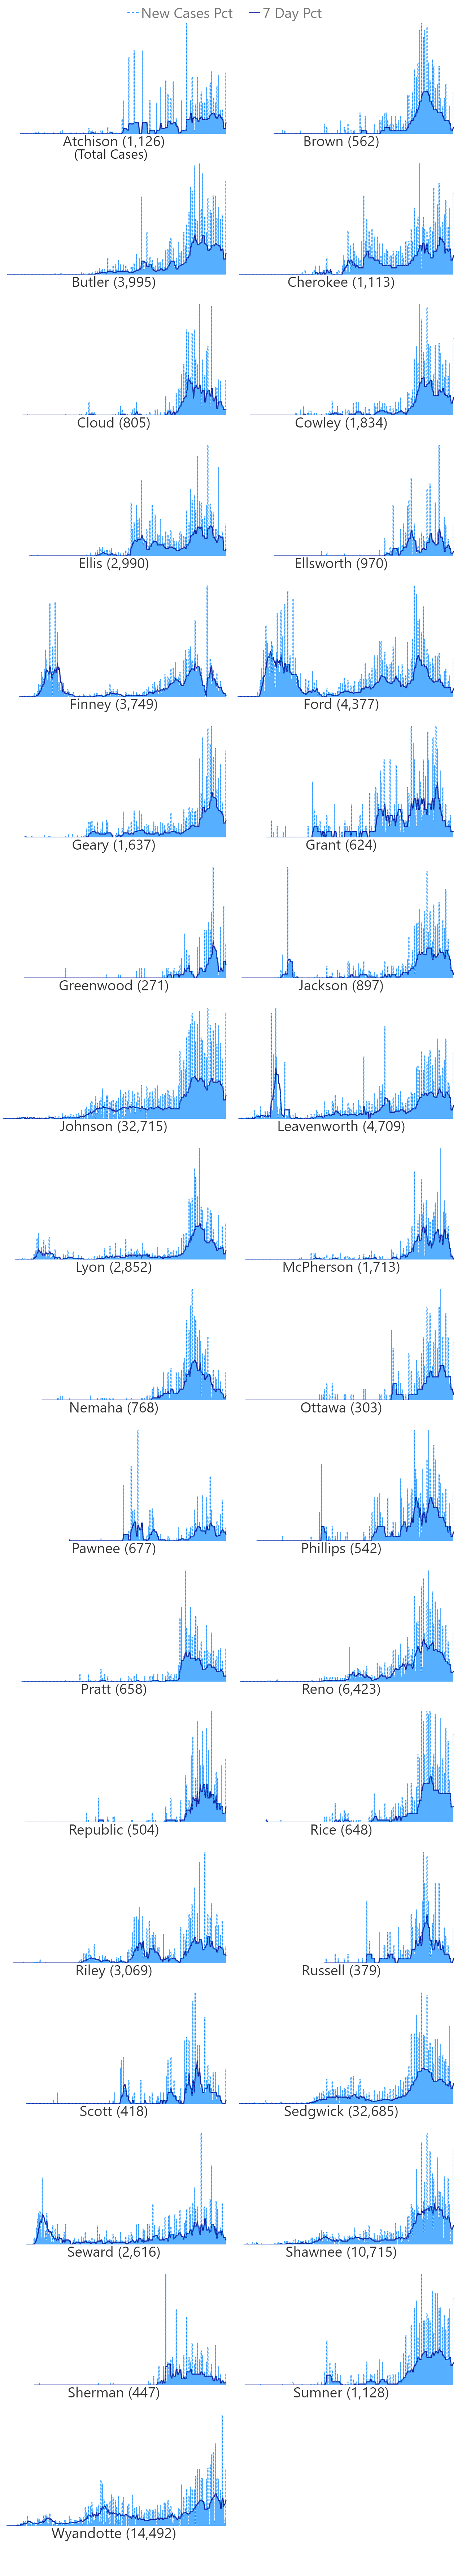 New Cases Pct 7 Day Pct
Atchison (1,126) Brown (562)
(Total Cases)
Butler (3,995) Cherokee (1,113)
Cloud (805) Cowley (1,834)
Ellis (2,990) Ellsworth (970)
Finney (3,749) Ford (4,377)
Geary (1,637) Grant (624)
Greenwood (271) Jackson (897)
Johnson (32,715) Leavenworth (4,709)
Lyon (2,852) McPherson (1,713)
Nemaha (768) Ottawa (303)
Pawnee (677) Phillips (542)
Pratt (658) Reno (6,423)
Republic (504) Rice (648)
Riley (3,069) Russell (379)
Scott (418) Sedgwick (32,685)
Seward (2,616) Shawnee (10,715)
Sherman (447) Sumner (1,128)
Wyandotte (14,492)